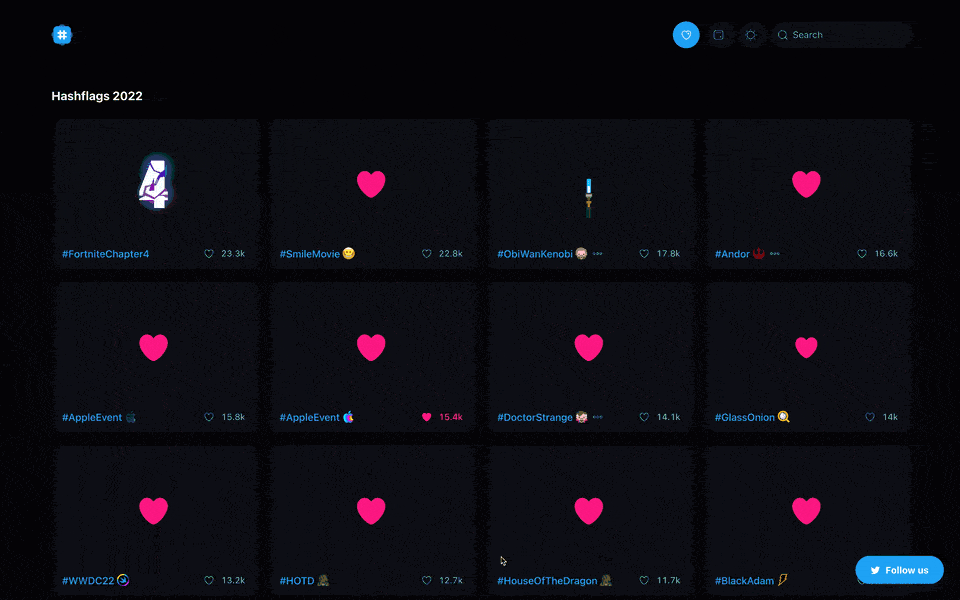 #
Search
Hashflags 2022
#FortniteChapter4 23.3k
#SmileMovie 22.8k
#ObiWanKenobi 17.8k
#Andor 16.6k
#AppleEvent 15.8k
#AppleEvent 15.4k
#DoctorStrange 14.1k
#GlassOnion 14k
#WWDC22 13.2k
#HOTD 12.7k
#HouseOfTheDragon 11.7k
#BlackAdam
Follow us